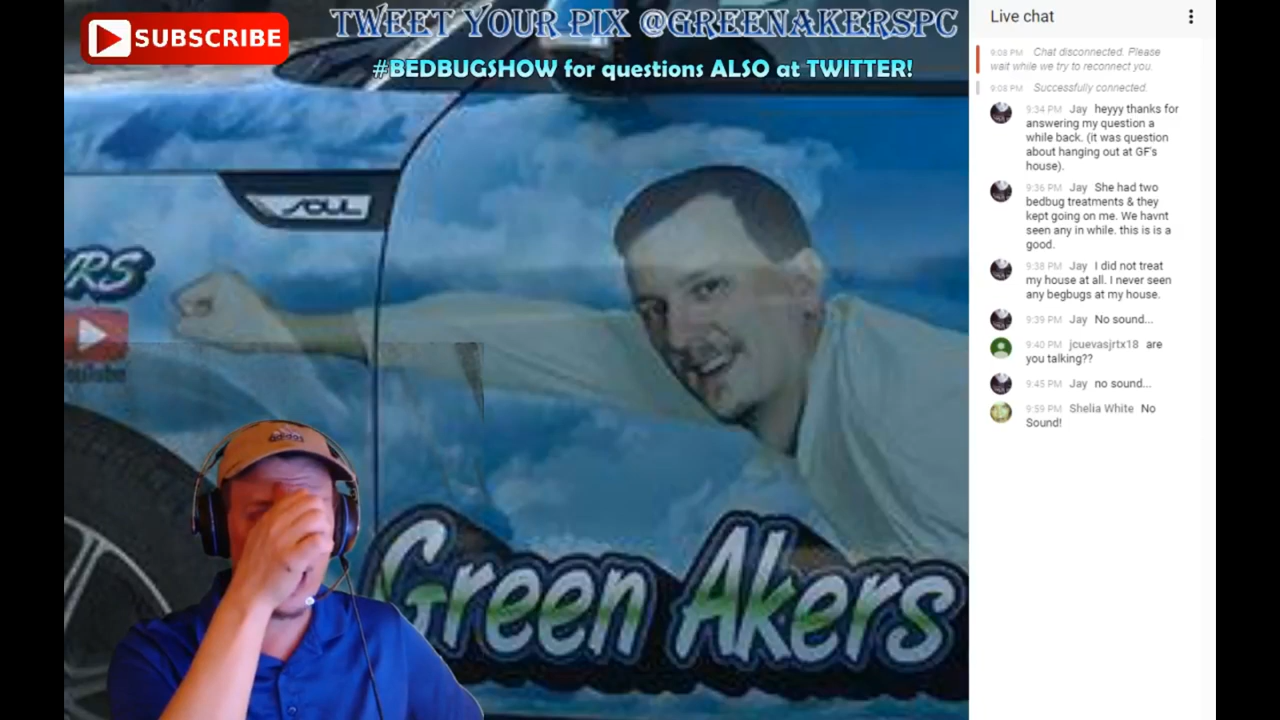 SUBSCRIBE
TWEET YOUR PIX @GREENAKERSPC
#BEDBUGSHOW for questions ALSO at TWITTER!
SOUL
YouTube
adidas
Green Akers
Live chat
9:08 PM Chat disconnected. Please
wait while we try to reconnect you.
9:08 PM Successfully connected.
9:34 PM Jay heyyy thanks for
answering my question a
while back. (it was question
about hanging out at GF's
house).
9:36 PM Jay She had two
bedbug treatments & they
kept going on me. We havnt
seen any in while. this is is a
good.
9:38 PM Jay I did not treat
my house at all. I never seen
any begbugs at my house.
9:39 PM Jay No sound...
9:40 PM jcuevasjrtx18 are
you talking??
9:45 PM Jay no sound...
9:59 PM Shelia White No
Sound!